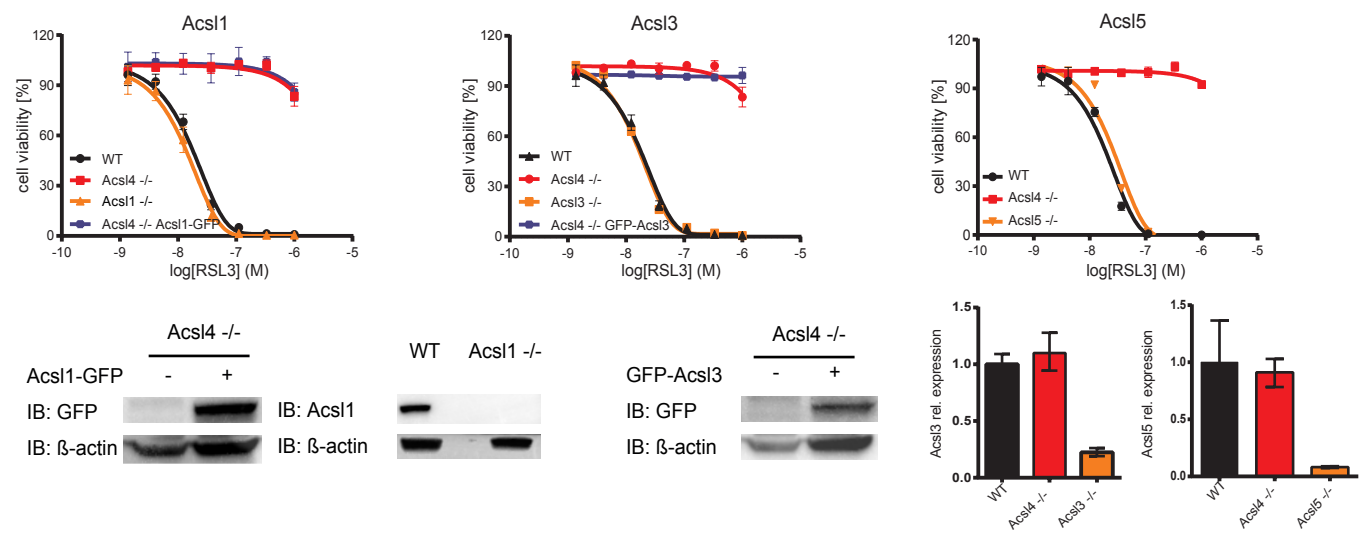 Acsl1
120
90
60
30
0
cell viability [%]
WT
Acsl4 -/-
Acsl1 -/-
Acsl4 -/- Acsl1-GFP
-10 -9 -8 -7 -6 -5
log[RSL3] (M)
Acsl3
120
90
60
30
0
cell viability [%]
WT
Acsl4 -/-
Acsl3 -/-
Acsl4 -/- GFP-Acsl3
-10 -9 -8 -7 -6 -5
log[RSL3] (M)
Acsl5
120
90
60
30
0
cell viability [%]
WT
Acsl4 -/-
Acsl5 -/-
-10 -9 -8 -7 -6 -5
log[RSL3] (M)
Acsl4 -/-
Acsl1-GFP - +
IB: GFP
IB: ß-actin
WT Acsl1 -/-
IB: Acsl1
IB: ß-actin
Acsl4 -/-
GFP-Acsl3 - +
IB: GFP
IB: ß-actin
Acsl3 rel. expression
1.5
1.0
0.5
0.0
WT
Acsl4 -/-
Acsl3 -/-
Acsl5 rel. expression
1.5
1.0
0.5
0.0
WT
Acsl4 -/-
Acsl5 -/-